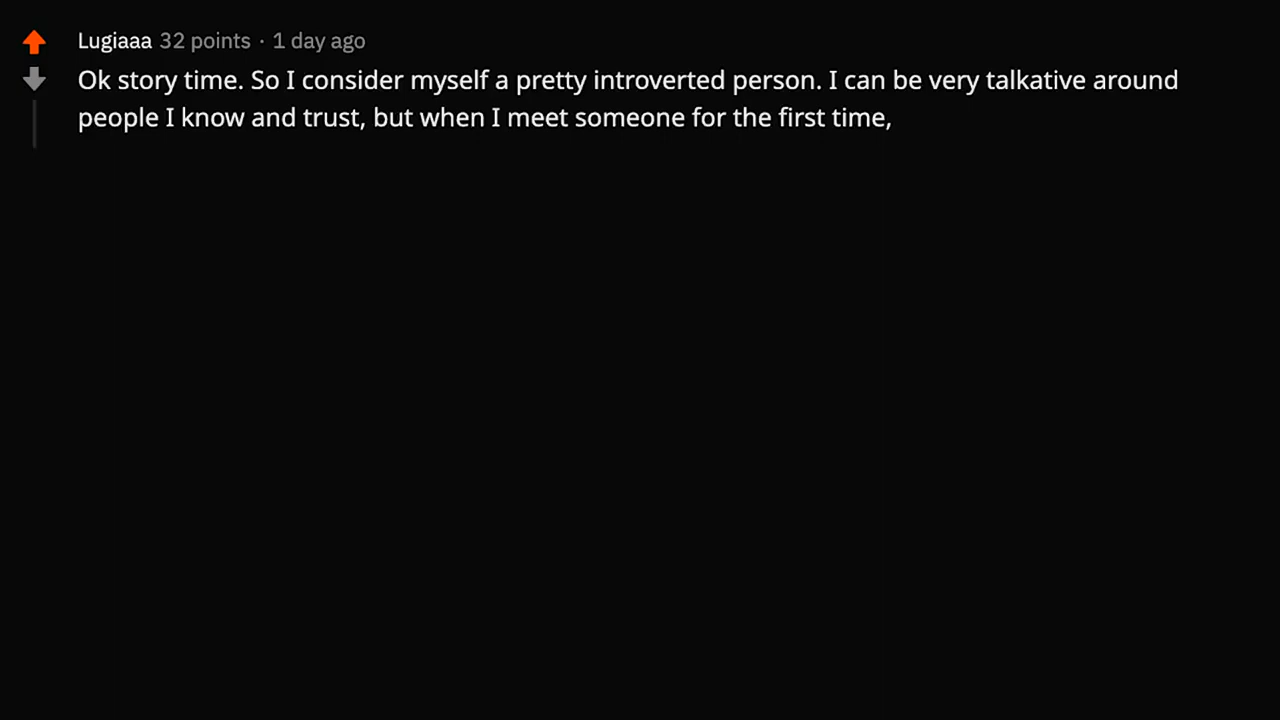 Lugiaaa 32 points · 1 day ago
Ok story time. So I consider myself a pretty introverted person. I can be very talkative around
people I know and trust, but when I meet someone for the first time,